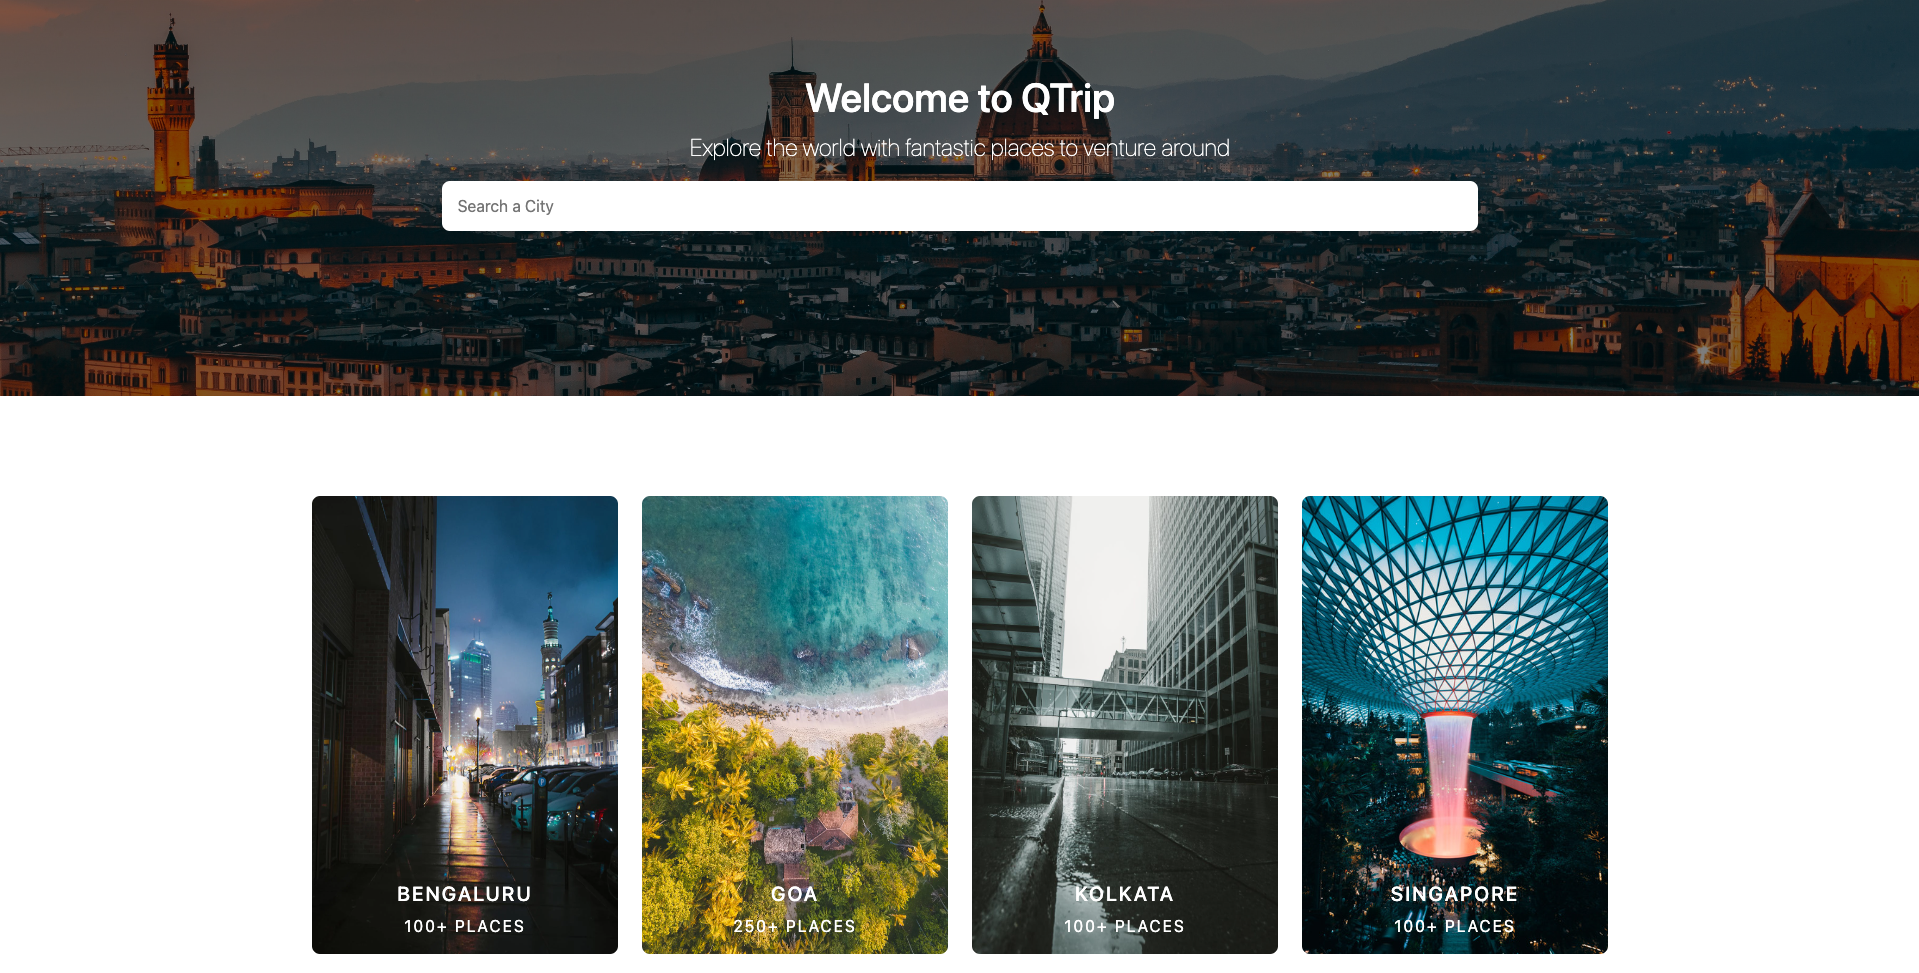 Welcome to QTrip
Explore the world with fantastic places to venture around
Search a City
BENGALURU
100+ PLACES
GOA
250+ PLACES
KOLKATA
100+ PLACES
SINGAPORE
100+ PLACES